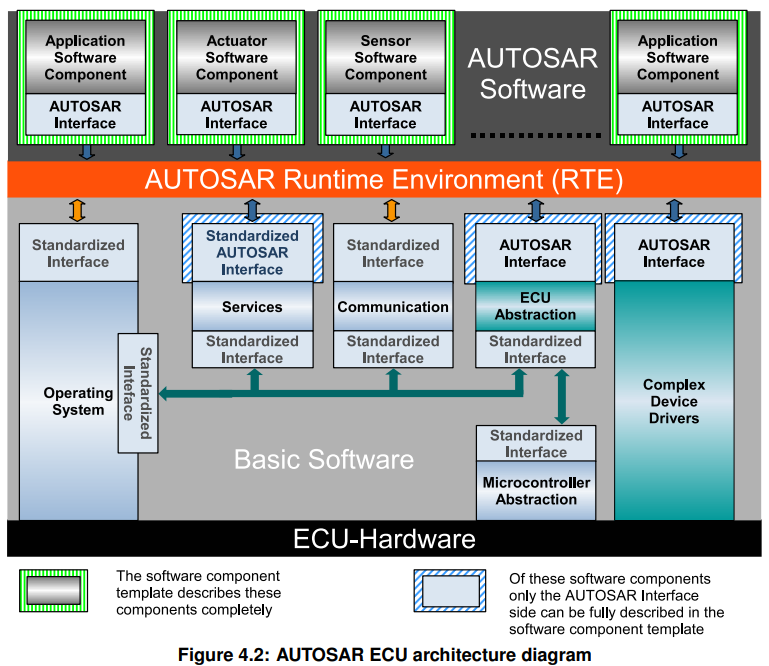 Application
Software
Component
AUTOSAR
Interface
Actuator
Software
Component
AUTOSAR
Interface
Sensor
Software
Component
AUTOSAR
Interface
AUTOSAR
Software
Application
Software
Component
AUTOSAR
Interface
AUTOSAR Runtime Environment (RTE)
Standardized
Interface
Operating
System
Standardized
Inteface
Standardized
AUTOSAR
Interface
Services
Standardized
Interface
Standardized
Interface
Communication
Standardized
Interface
AUTOSAR
Interface
ECU
Abstraction
Standardized
Interface
Standardized
Interface
Microcontroller
Abstraction
AUTOSAR
Interface
Complex
Device
Drivers
Basic Software
ECU-Hardware
The software component
template describes these
components completely
Of these software components
only the AUTOSAR Interface
side can be fully described in the
software component template
Figure 4.2: AUTOSAR ECU architecture diagram